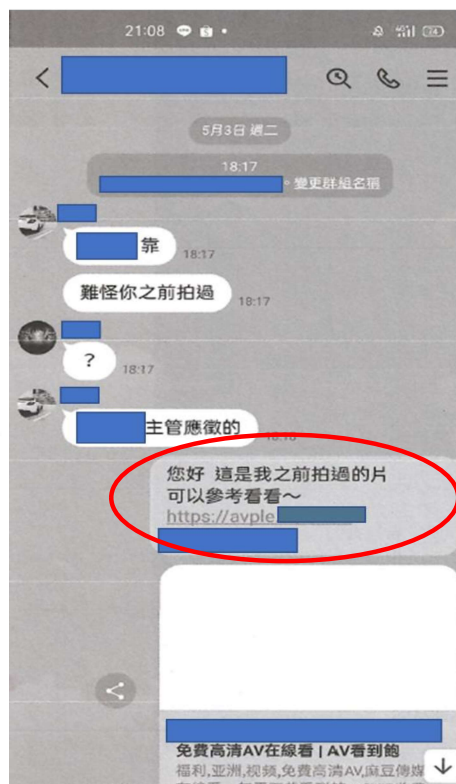 21:08
5月3日 週二
18:17
。變更群組名稱
靠
18:17
難怪你之前拍過
18:17
?
18:17
主管應徵的
您好 這是我之前拍過的片
可以參考看看～
https://avple
免費高清AV在線看 | AV看到飽
福利,亚洲,视频,免費高清AV,麻豆傳媒